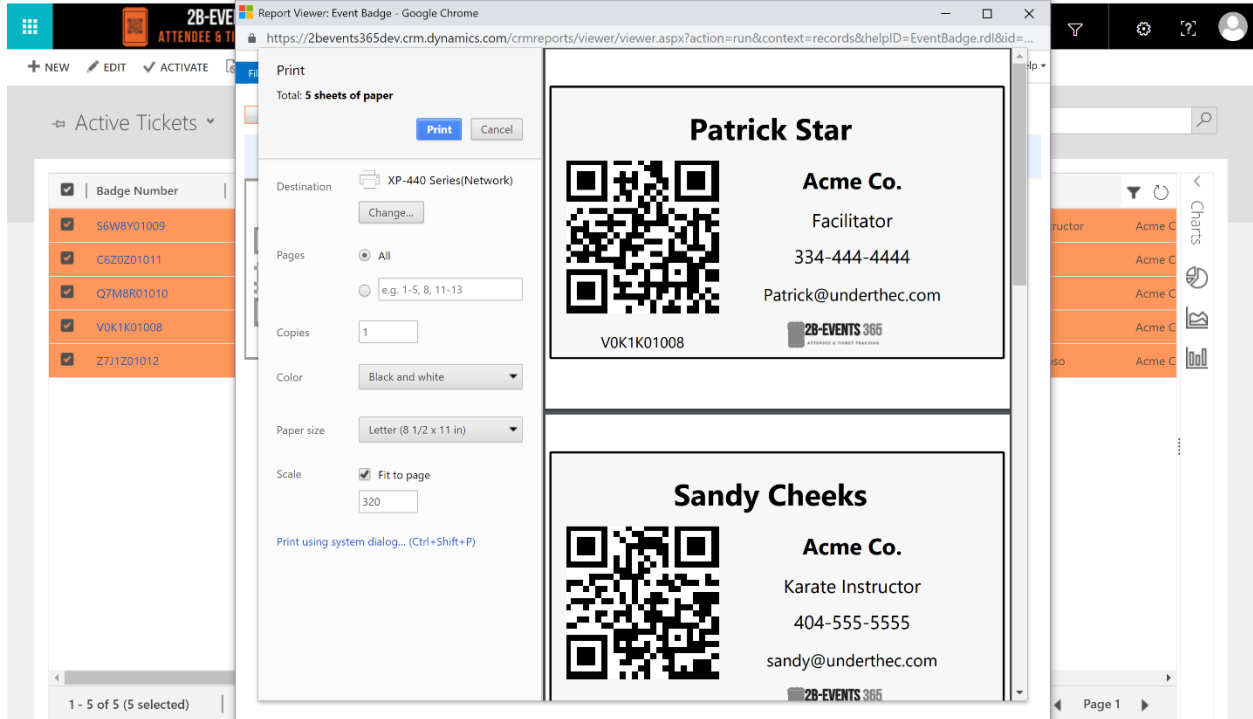 2B-EVE
ATTENDEE & TI
Report Viewer: Event Badge - Google Chrome
https://2bevents365dev.crm.dynamics.com/crmreports/viewer/viewer.aspx?action=run&context=records&helpID=EventBadge.rdl&id=...
NEW
EDIT
ACTIVATE
Fil
lp
Active Tickets
Print
Total: 5 sheets of paper
Print
Cancel
Destination
XP-440 Series(Network)
Change...
Pages
All
e.g. 1-5, 8, 11-13
Copies
1
Color
Black and white
Paper size
Letter (8 1/2 x 11 in)
Scale
Fit to page
320
Print using system dialog... (Ctrl+Shift+P)
Patrick Star
Acme Co.
Facilitator
334-444-4444
Patrick@underthec.com
V0K1K01008
2B-EVENTS 365
ATTENDEE & TICKET TRACKING
Sandy Cheeks
Acme Co.
Karate Instructor
404-555-5555
sandy@underthec.com
2B-EVENTS 365
Badge Number
S6W8Y01009
ructor
Acme C
C6Z0Z01011
Acme C
Q7M8R01010
Acme C
V0K1K01008
Acme C
Z7J1Z01012
oso
Acme C
Charts
1 - 5 of 5 (5 selected)
Page 1